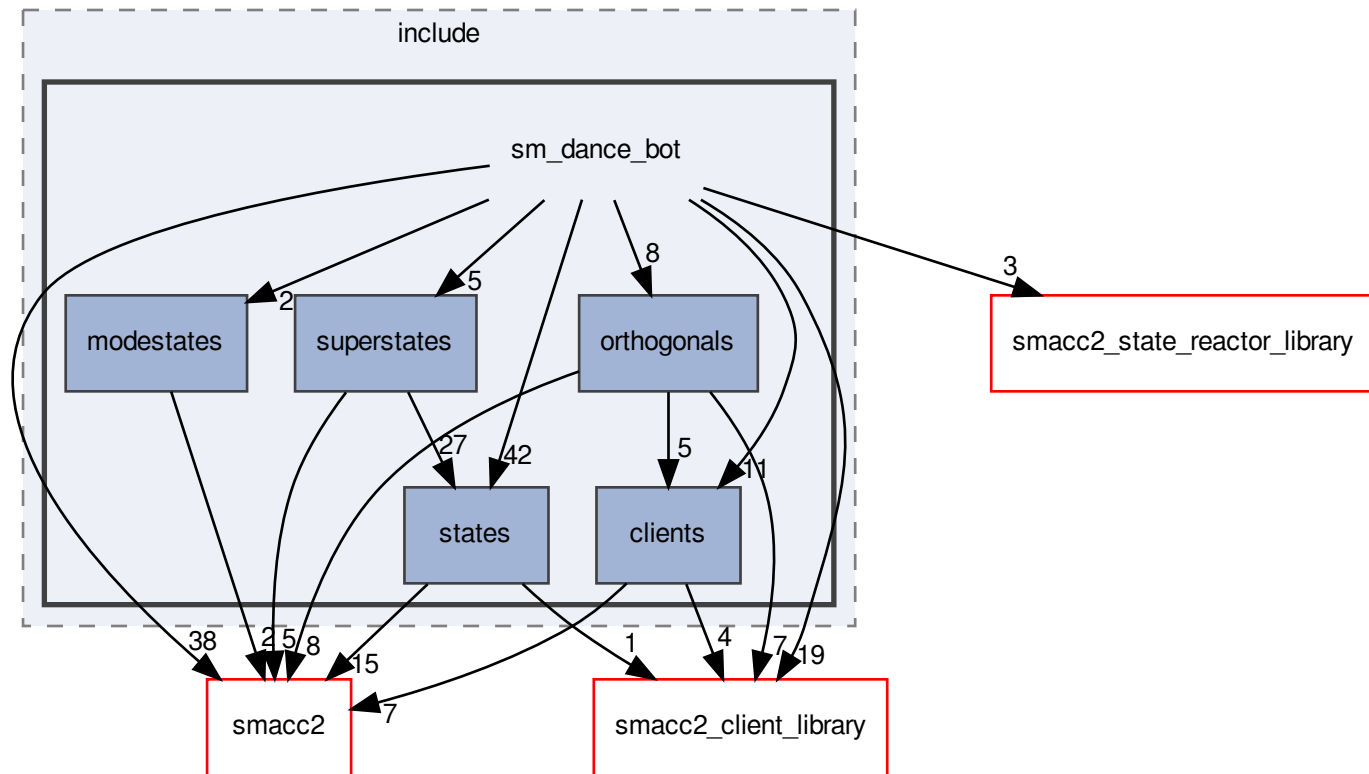 include
sm_dance_bot
8
3
2
5
modestates
superstates
orthogonals
smacc2_state_reactor_library
27
42
5
11
states
clients
38
2
5
8
15
7
1
4
7
19
smacc2
smacc2_client_library